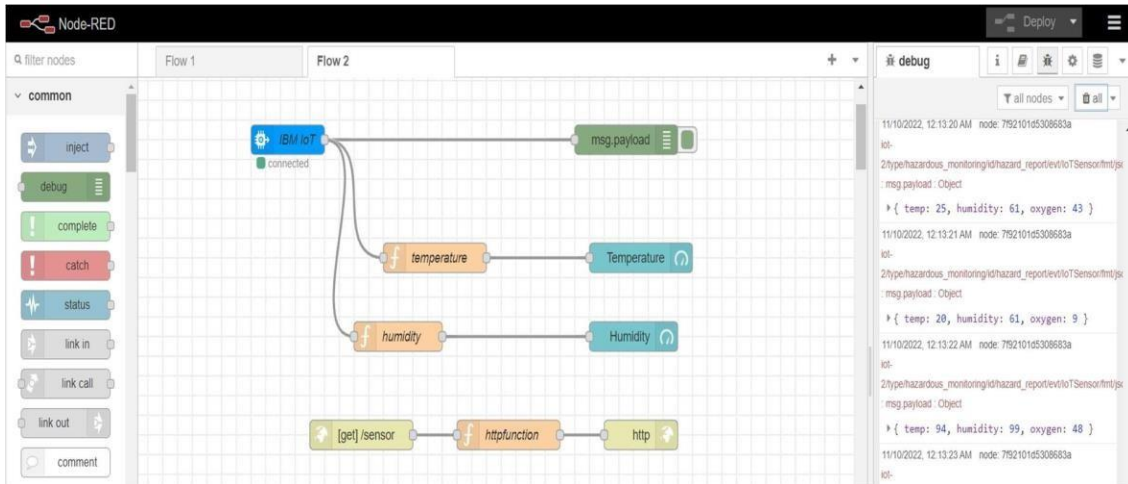 Node-RED
Deploy
filter nodes
Flow 1
Flow 2
debug
i
common
all nodes
all
inject
debug
complete
catch
status
link in
link call
link out
comment
IBM IoT
connected
msg.payload
f temperature
Temperature
f humidity
Humidity
[get] /sensor
f httpfunction
http
11/10/2022, 12:13:20 AM node: 7f92101d5308683a
iot-
2/type/hazardous_monitoring/id/hazard_report/evt/IoTSensor/fmt/js
: msg.payload : Object
{ temp: 25, humidity: 61, oxygen: 43 }
11/10/2022, 12:13:21 AM node: 7f92101d5308683a
iot-
2/type/hazardous_monitoring/id/hazard_report/evt/IoTSensor/fmt/js
: msg.payload : Object
{ temp: 20, humidity: 61, oxygen: 9 }
11/10/2022, 12:13:22 AM node: 7f92101d5308683a
iot-
2/type/hazardous_monitoring/id/hazard_report/evt/IoTSensor/fmt/js
: msg.payload : Object
{ temp: 94, humidity: 99, oxygen: 48 }
11/10/2022, 12:13:23 AM node: 7f92101d5308683a
iot-